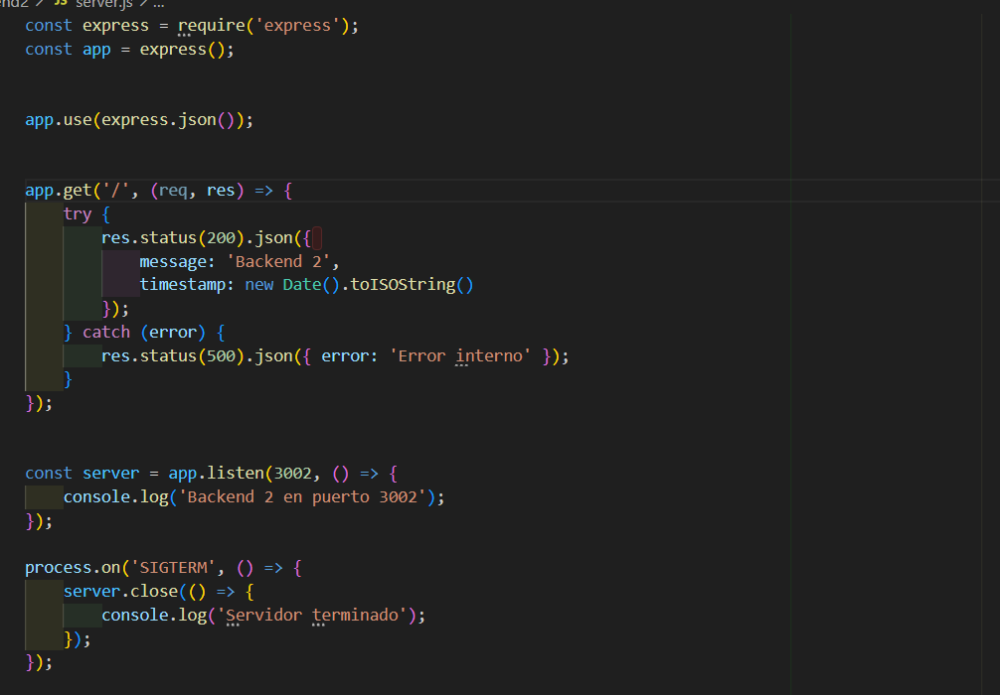 end2 > JS server.js > ...
const express = require('express');
const app = express();
app.use(express.json());
app.get('/', (req, res) => {
    try {
        res.status(200).json({
            message: 'Backend 2',
            timestamp: new Date().toISOString()
        });
    } catch (error) {
        res.status(500).json({ error: 'Error interno' });
    }
});
const server = app.listen(3002, () => {
    console.log('Backend 2 en puerto 3002');
});
process.on('SIGTERM', () => {
    server.close(() => {
        console.log('Servidor terminado');
    });
});